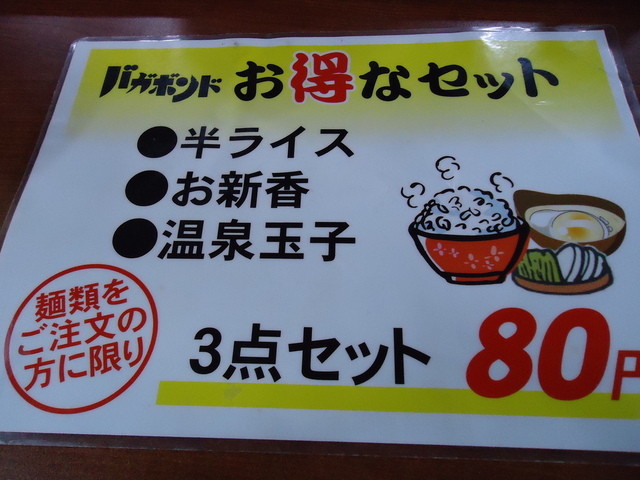 バガボンド お得なセット
●半ライス
●お新香
●温泉玉子
麺類を
ご注文の
方に限り
3点セット 80円